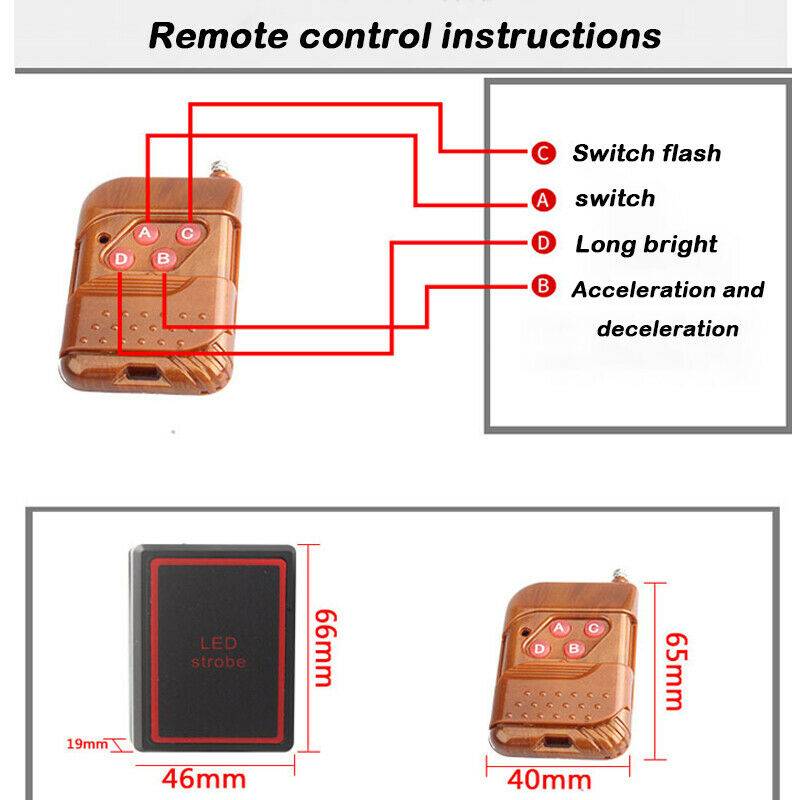 Remote control instructions
A C
D B
C Switch flash
A switch
D Long bright
B Acceleration and
deceleration
LED
strobe
66mm
19mm
46mm
A C
D B
65mm
40mm